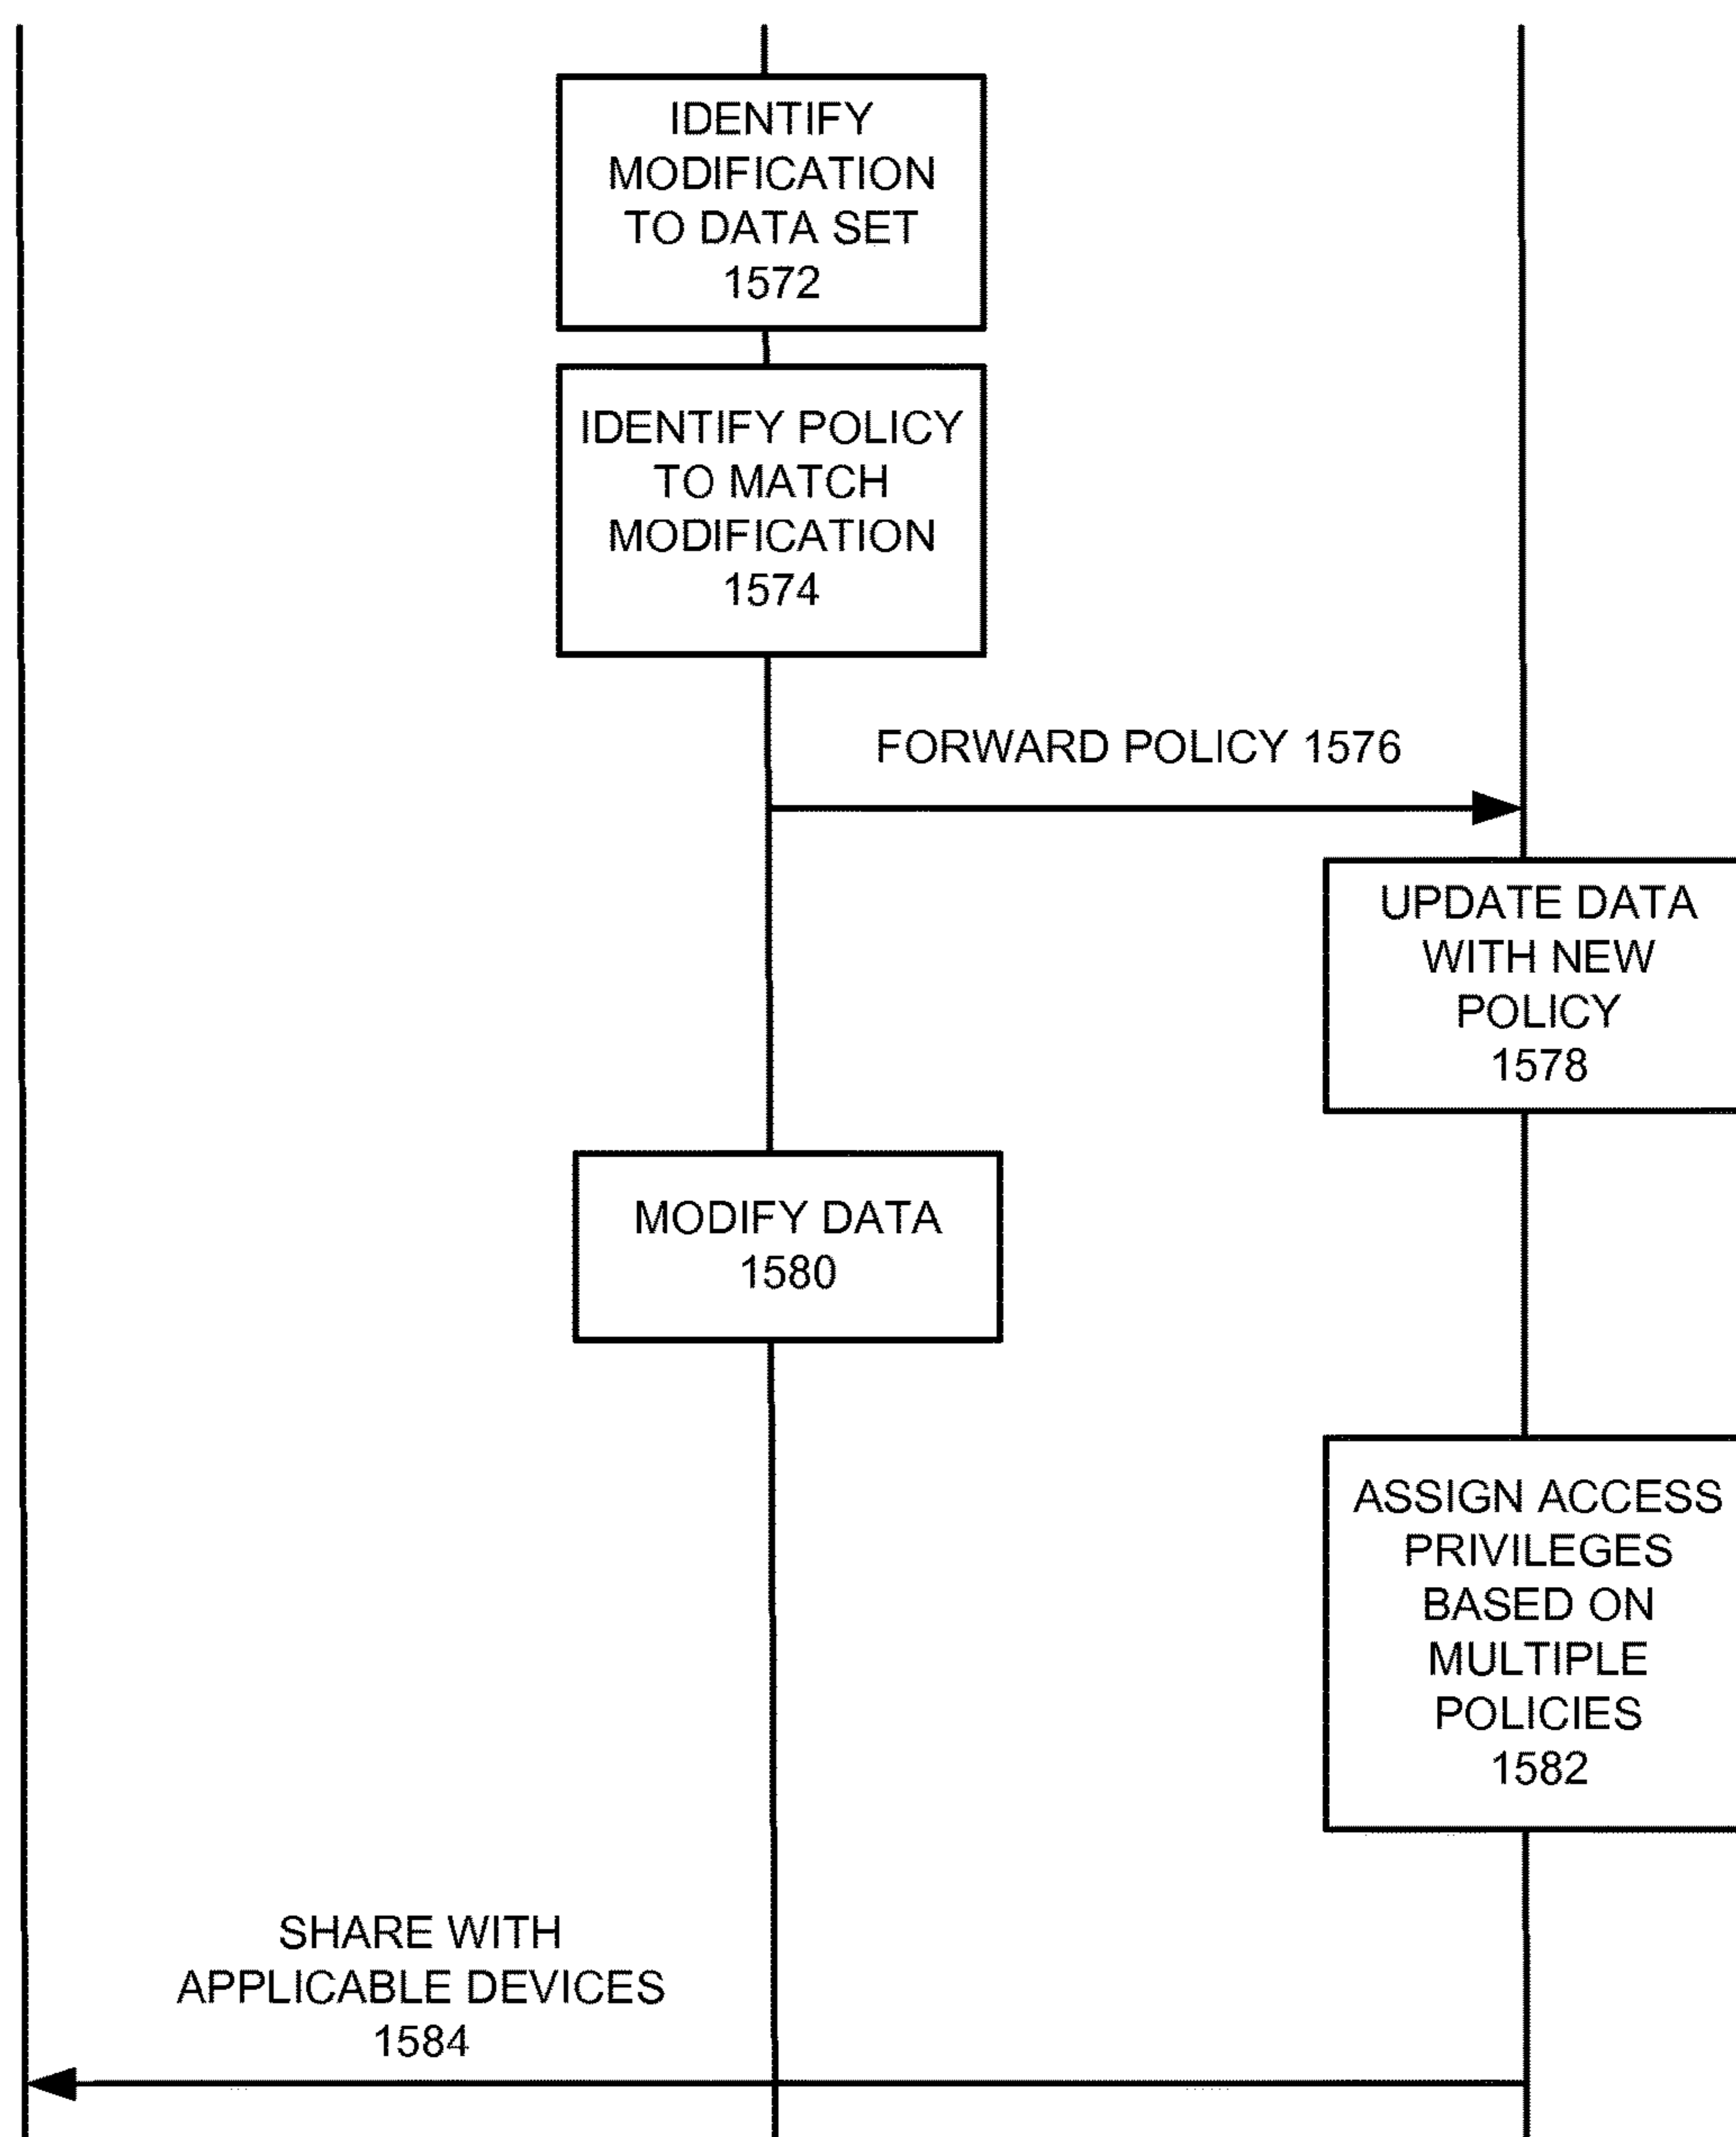 IDENTIFY
MODIFICATION
TO DATA SET
1572
IDENTIFY POLICY
TO MATCH
MODIFICATION
1574
FORWARD POLICY 1576
UPDATE DATA
WITH NEW
POLICY
1578
MODIFY DATA
1580
ASSIGN ACCESS
PRIVILEGES
BASED ON
MULTIPLE
POLICIES
1582
SHARE WITH
APPLICABLE DEVICES
1584